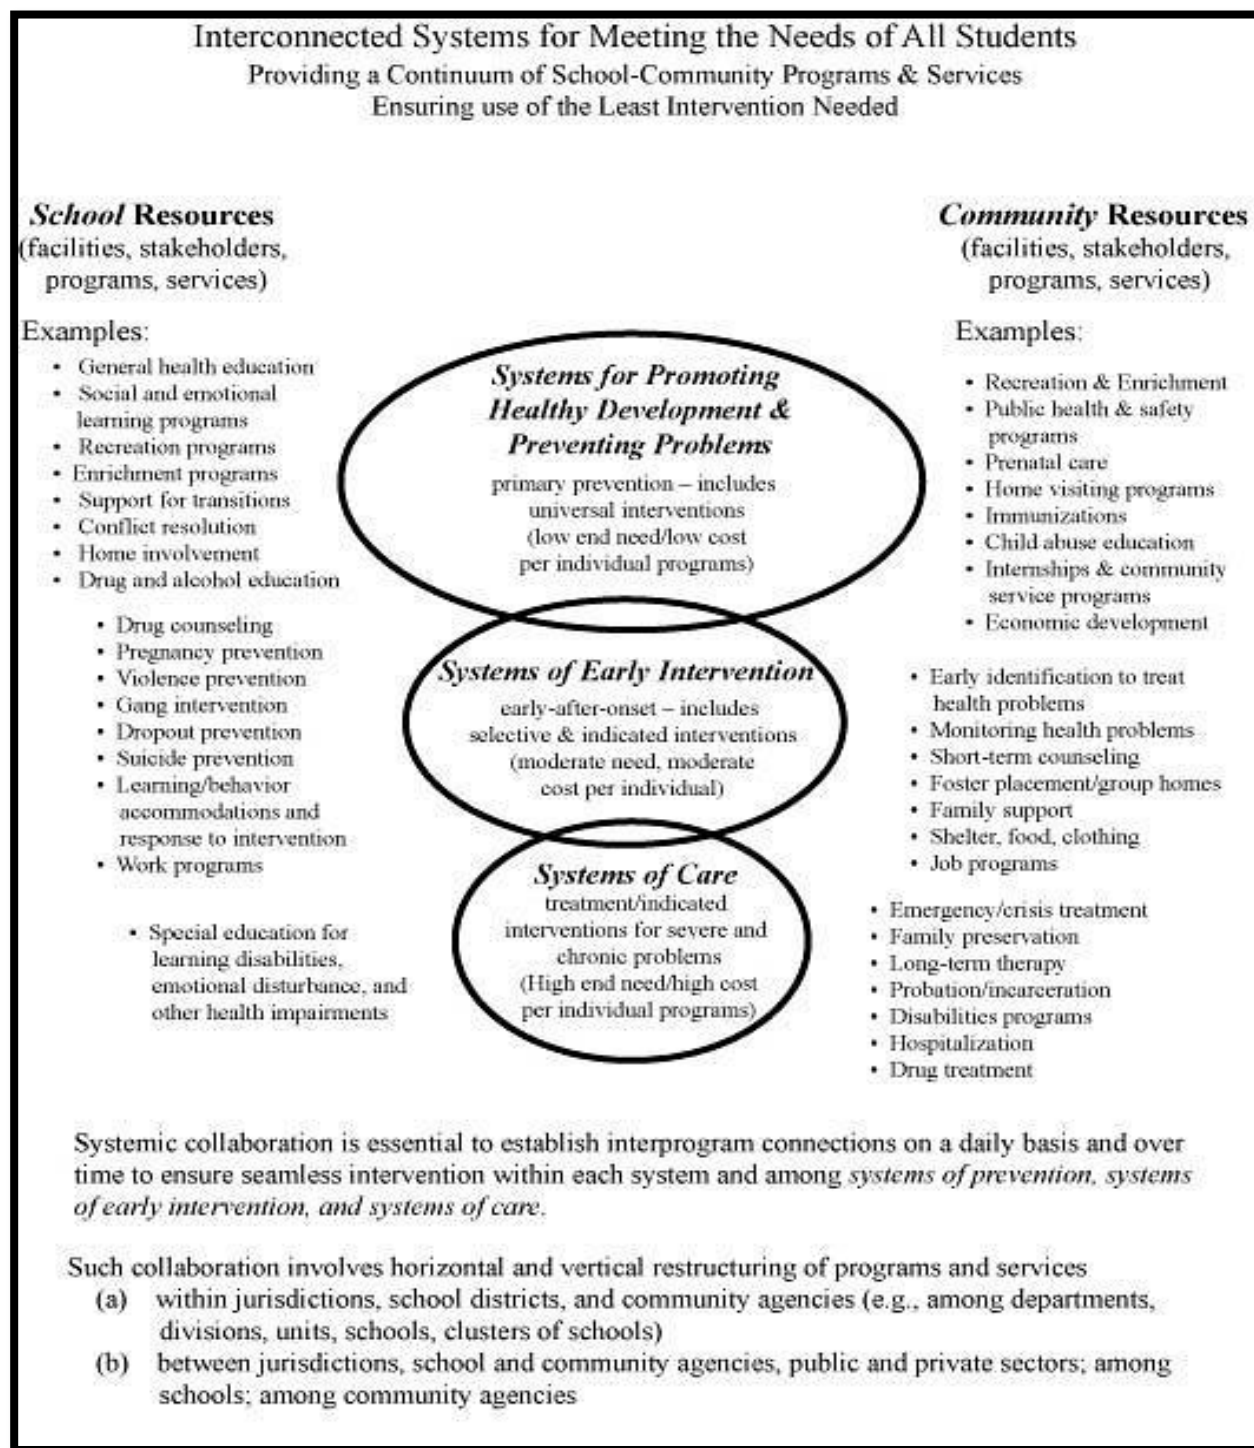 Interconnected Systems for Meeting the Needs of All Students
Providing a Continuum of School-Community Programs & Services
Ensuring use of the Least Intervention Needed
School Resources
(facilities, stakeholders,
programs, services)
Examples:
• General health education
• Social and emotional
learning programs
• Recreation programs
• Enrichment programs
• Support for transitions
• Conflict resolution
• Home involvement
• Drug and alcohol education
• Drug counseling
• Pregnancy prevention
• Violence prevention
• Gang intervention
• Dropout prevention
• Suicide prevention
• Learning/behavior
accommodations and
response to intervention
• Work programs
• Special education for
learning disabilities,
emotional disturbance, and
other health impairments
Systems for Promoting
Healthy Development &
Preventing Problems
primary prevention – includes
universal interventions
(low end need/low cost
per individual programs)
Systems of Early Intervention
early-after-onset – includes
selective & indicated interventions
(moderate need, moderate
cost per individual)
Systems of Care
treatment/indicated
interventions for severe and
chronic problems
(High end need/high cost
per individual programs)
Community Resources
(facilities, stakeholders,
programs, services)
Examples:
• Recreation & Enrichment
• Public health & safety
programs
• Prenatal care
• Home visiting programs
• Immunizations
• Child abuse education
• Internships & community
service programs
• Economic development
• Early identification to treat
health problems
• Monitoring health problems
• Short-term counseling
• Foster placement/group homes
• Family support
• Shelter, food, clothing
• Job programs
• Emergency/crisis treatment
• Family preservation
• Long-term therapy
• Probation/incarceration
• Disabilities programs
• Hospitalization
• Drug treatment
Systemic collaboration is essential to establish interprogram connections on a daily basis and over
time to ensure seamless intervention within each system and among systems of prevention, systems
of early intervention, and systems of care.
Such collaboration involves horizontal and vertical restructuring of programs and services
(a) within jurisdictions, school districts, and community agencies (e.g., among departments,
divisions, units, schools, clusters of schools)
(b) between jurisdictions, school and community agencies, public and private sectors; among
schools; among community agencies